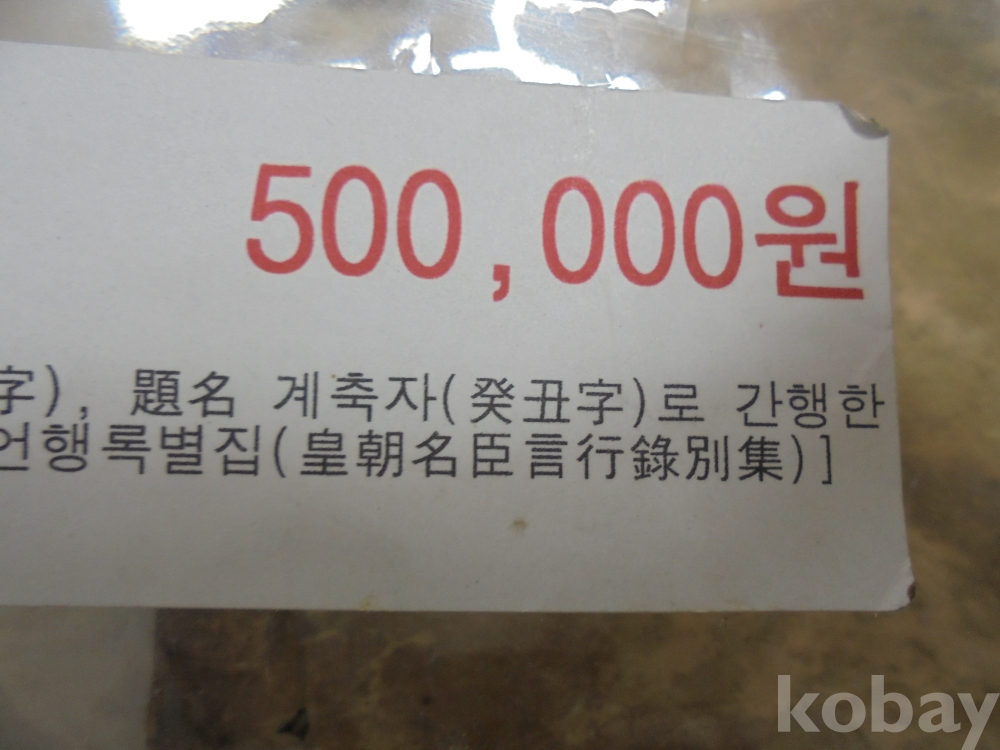 500,000원
字), 題名 계축자(癸丑字)로 간행한
언행록별집(皇朝名臣言行錄別集)]
kobay